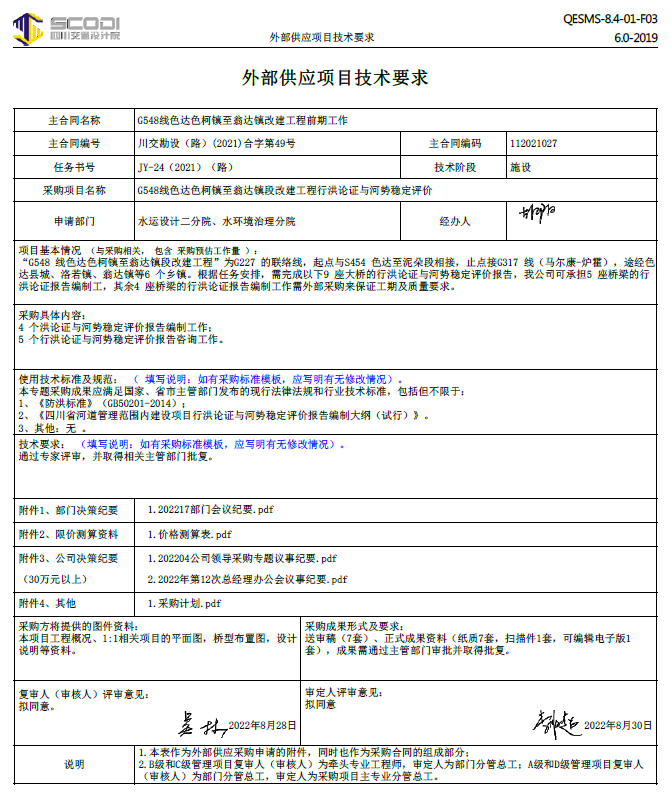 SCODI
四川交通设计院
QESMS-8.4-01-F03
外部供应项目技术要求
6.0-2019
外部供应项目技术要求
主合同名称 G548线色达色柯镇至翁达镇改建工程前期工作
主合同编号 川交勘设（路）(2021)合字第49号 主合同编码 112021027
任务书号 JY-24（2021）（路） 技术阶段 施设
采购项目名称 G548线色达色柯镇至翁达镇段改建工程行洪论证与河势稳定评价
申请部门 水运设计二分院、水环境治理分院 经办人
项目基本情况（与采购相关，包含 采购预估工作量 ）：
“G548 线色达色柯镇至翁达镇段改建工程”为G227 的联络线，起点与S454 色达至泥朵段相接，止点接G317 线（马尔康-炉霍），途经色
达县城、洛若镇、翁达镇等6 个乡镇。根据任务安排，需完成以下9 座大桥的行洪论证与河势稳定评价报告，我公司可承担5 座桥梁的行
洪论证报告编制工，其余4 座桥梁的行洪论证报告编制工作需外部采购来保证工期及质量要求。
采购具体内容：
4 个洪论证与河势稳定评价报告编制工作；
5 个行洪论证与河势稳定评价报告咨询工作。
使用技术标准及规范： （ 填写说明：如有采购标准模板，应写明有无修改情况）。
本专题采购成果应满足国家、省市主管部门发布的现行法律法规和行业技术标准，包括但不限于：
1、《防洪标准》（GB50201-2014）；
2、《四川省河道管理范围内建设项目行洪论证与河势稳定评价报告编制大纲（试行）》。
3、其他：无 。
技术要求： （填写说明：如有采购标准模板，应写明有无修改情况）。
通过专家评审，并取得相关主管部门批复。
附件1、部门决策纪要 1.202217部门会议纪要.pdf
附件2、限价测算资料 1.价格测算表.pdf
附件3、公司决策纪要 1.202204公司领导采购专题议事纪要.pdf
（30万元以上） 2.2022年第12次总经理办公会议事纪要.pdf
附件4、其他 1.采购计划.pdf
采购方将提供的图件资料：
本项目工程概况、1:1相关项目的平面图，桥型布置图，设计
说明等资料。
采购成果形式及要求：
送审稿（7套）、正式成果资料（纸质7套，扫描件1套，可编辑电子版1
套），成果需通过主管部门审批并取得批复。
复审人（审核人）评审意见：
拟同意。
2022年8月28日
审定人评审意见：
拟同意
2022年8月30日
说明
1.本表作为外部供应采购申请的附件，同时也作为采购合同的组成部分；
2.B级和C级管理项目复审人（审核人）为牵头专业工程师，审定人为部门分管总工；A级和D级管理项目复审人
（审核人）为部门分管总工，审定人为采购项目主专业分管总工。